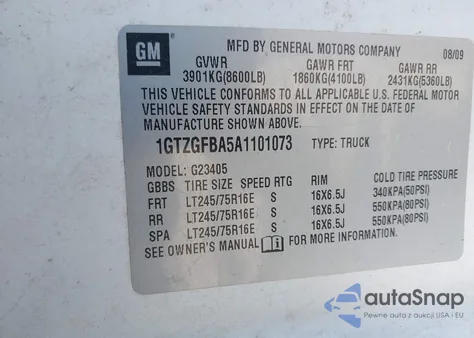 GM
MFD BY GENERAL MOTORS COMPANY 08/09
GVWR GAWR FRT GAWR RR
3901KG(8600LB) 1860KG(4100LB) 2431KG(5360LB)
THIS VEHICLE CONFORMS TO ALL APPLICABLE U.S. FEDERAL MOTOR
VEHICLE SAFETY STANDARDS IN EFFECT ON THE DATE OF
MANUFACTURE SHOWN ABOVE.
1GTZGFBA5A1101073 TYPE: TRUCK
MODEL: G23405
GBBS TIRE SIZE SPEED RTG RIM COLD TIRE PRESSURE
FRT LT245/75R16E S 16X6.5J 340KPA(50PSI)
RR LT245/75R16E S 16X6.5J 550KPA(80PSI)
SPA LT245/75R16E S 16X6.5J 550KPA(80PSI)
SEE OWNER'S MANUAL i FOR MORE INFORMATION.
autoSnap
Pewne auta z USA i EU